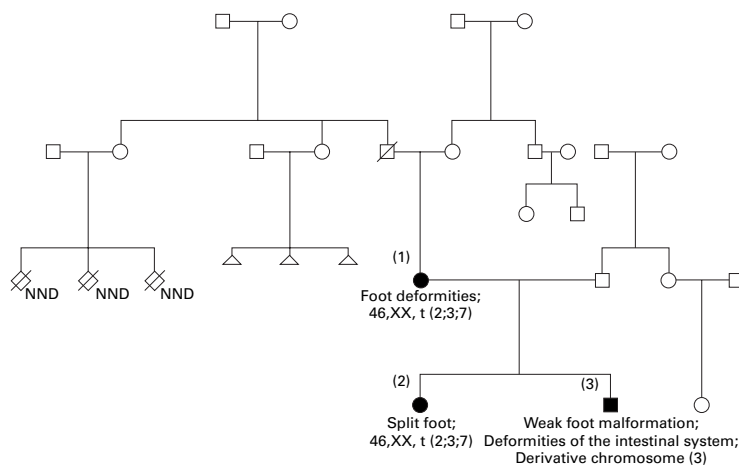 (1)
NND
NND
NND
Foot deformities;
46,XX, t (2;3;7)
(2)
(3)
Split foot;
46,XX, t (2;3;7)
Weak foot malformation;
Deformities of the intestinal system;
Derivative chromosome (3)